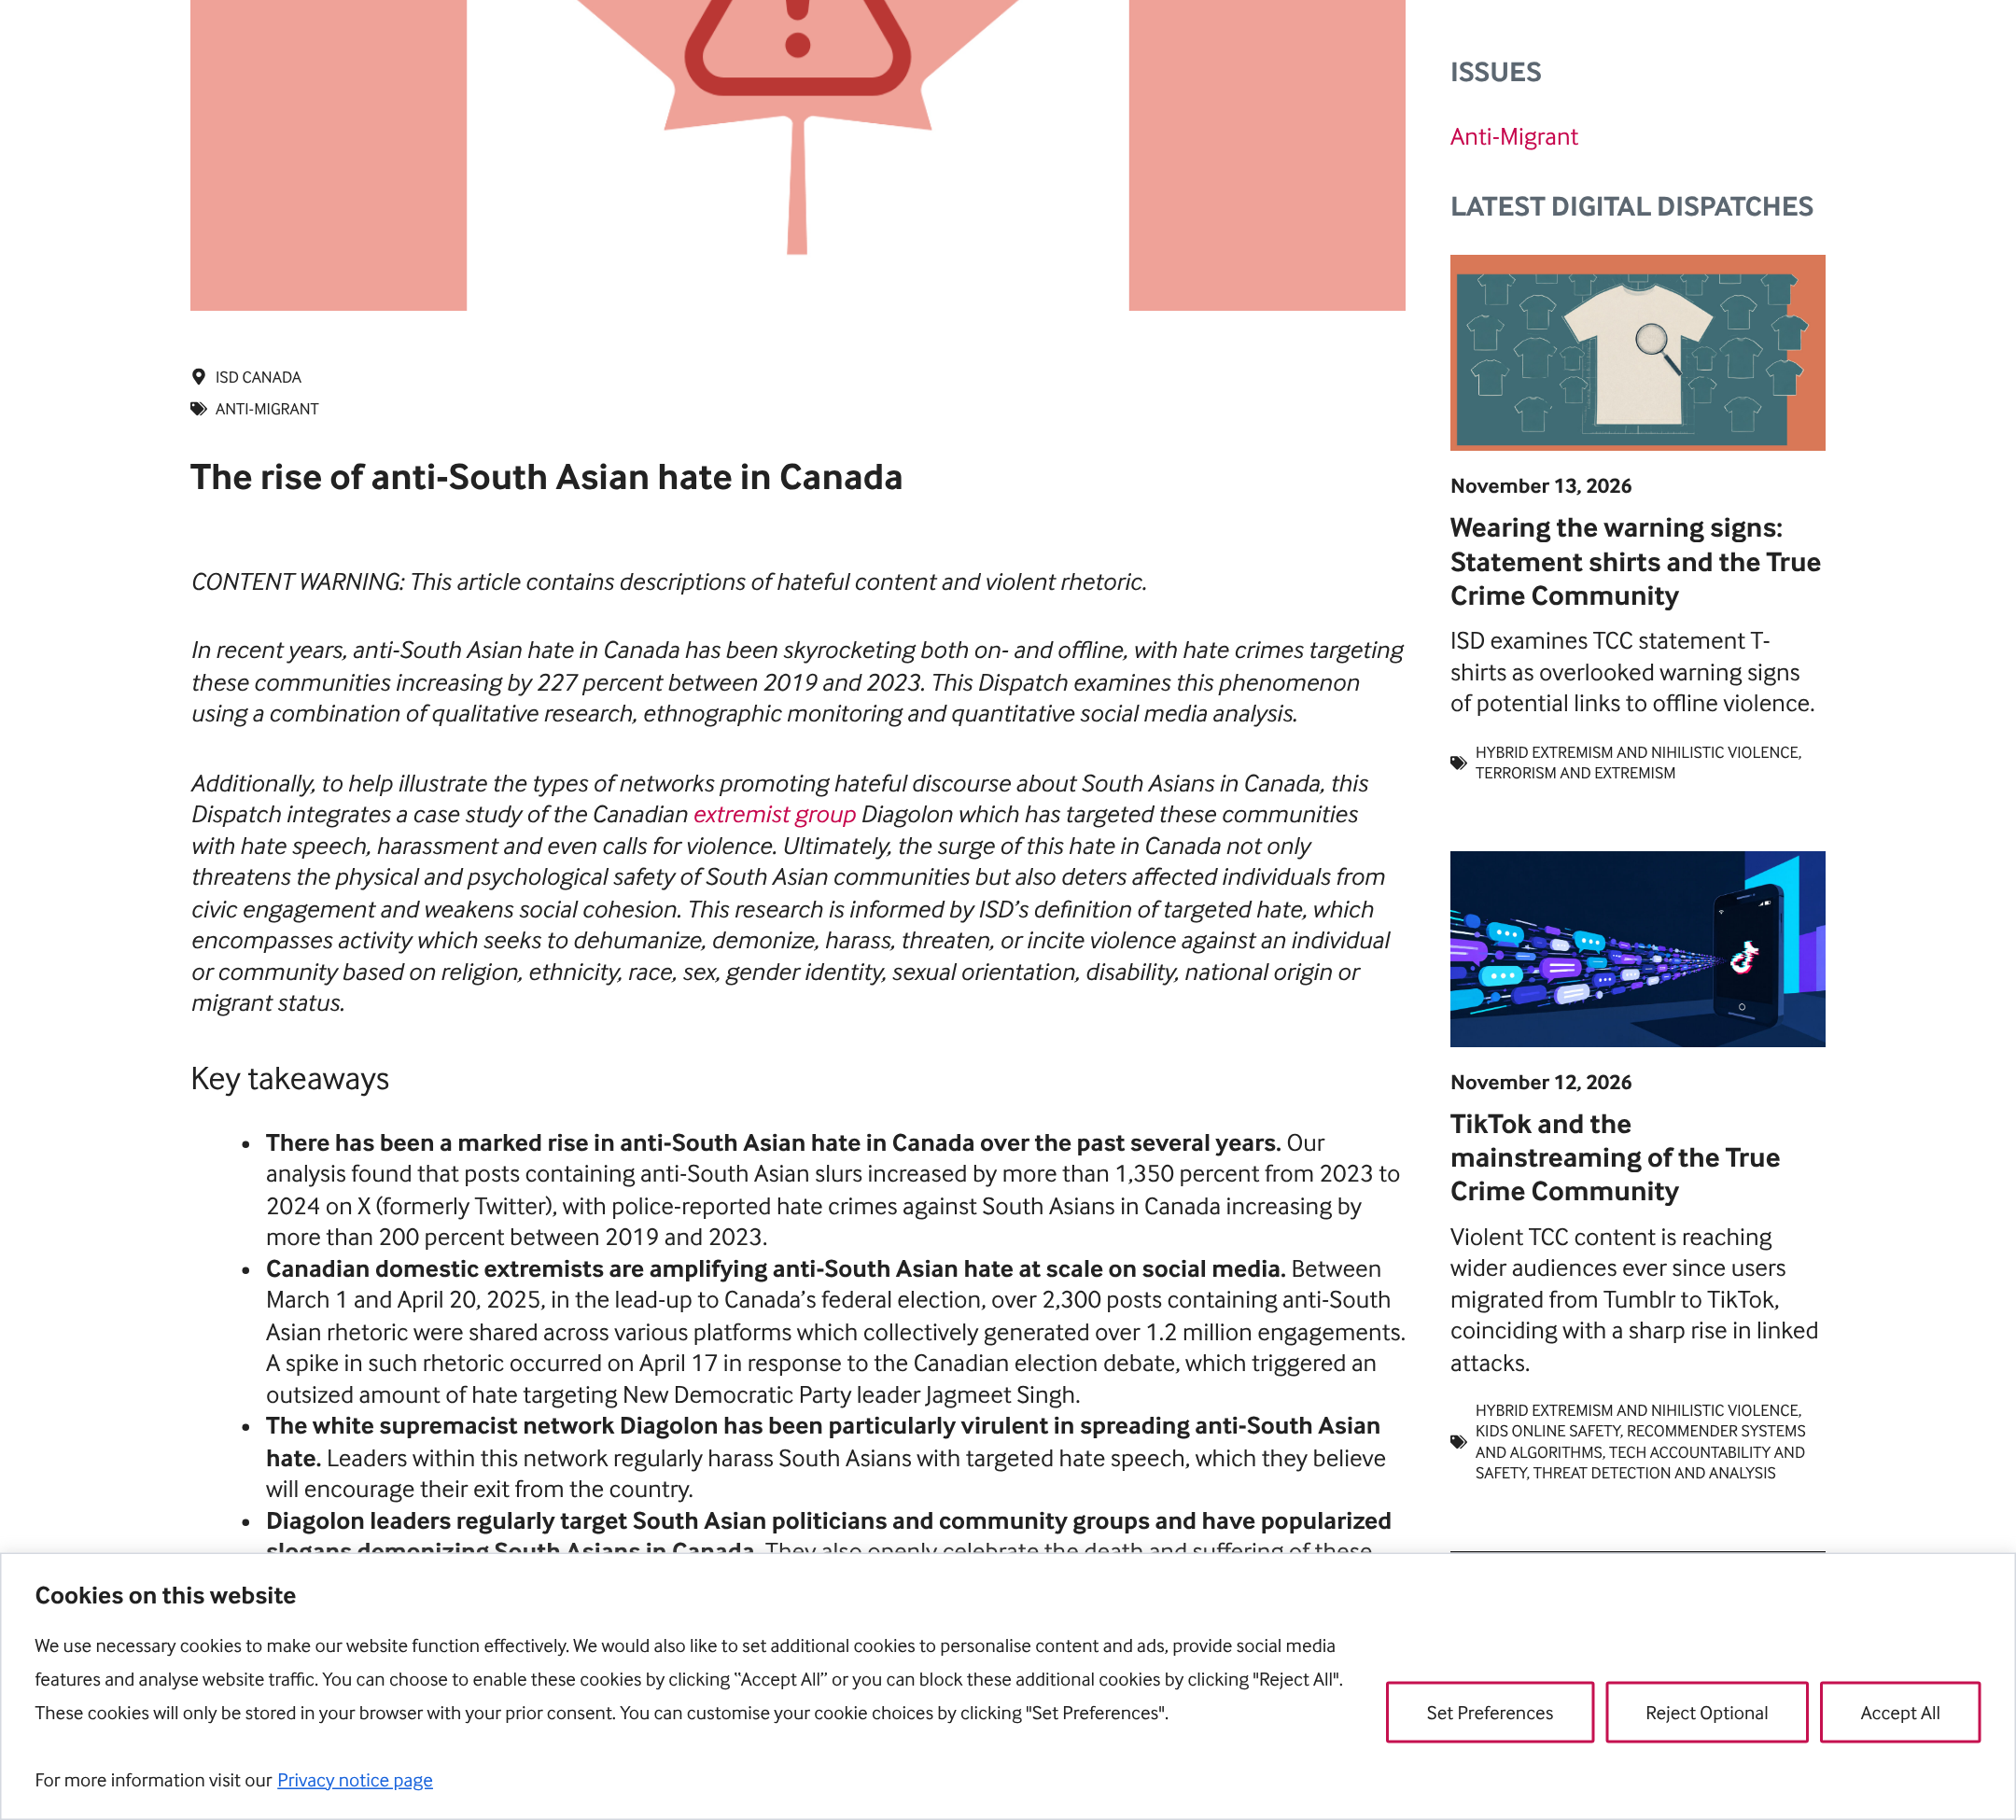 ISD CANADA
ANTI-MIGRANT
The rise of anti-South Asian hate in Canada
CONTENT WARNING: This article contains descriptions of hateful content and violent rhetoric.
In recent years, anti-South Asian hate in Canada has been skyrocketing both on- and offline, with hate crimes targeting
these communities increasing by 227 percent between 2019 and 2023. This Dispatch examines this phenomenon
using a combination of qualitative research, ethnographic monitoring and quantitative social media analysis.
Additionally, to help illustrate the types of networks promoting hateful discourse about South Asians in Canada, this
Dispatch integrates a case study of the Canadian extremist group Diagolon which has targeted these communities
with hate speech, harassment and even calls for violence. Ultimately, the surge of this hate in Canada not only
threatens the physical and psychological safety of South Asian communities but also deters affected individuals from
civic engagement and weakens social cohesion. This research is informed by ISD’s definition of targeted hate, which
encompasses activity which seeks to dehumanize, demonize, harass, threaten, or incite violence against an individual
or community based on religion, ethnicity, race, sex, gender identity, sexual orientation, disability, national origin or
migrant status.
Key takeaways
• There has been a marked rise in anti-South Asian hate in Canada over the past several years. Our
analysis found that posts containing anti-South Asian slurs increased by more than 1,350 percent from 2023 to
2024 on X (formerly Twitter), with police-reported hate crimes against South Asians in Canada increasing by
more than 200 percent between 2019 and 2023.
• Canadian domestic extremists are amplifying anti-South Asian hate at scale on social media. Between
March 1 and April 20, 2025, in the lead-up to Canada’s federal election, over 2,300 posts containing anti-South
Asian rhetoric were shared across various platforms which collectively generated over 1.2 million engagements.
A spike in such rhetoric occurred on April 17 in response to the Canadian election debate, which triggered an
outsized amount of hate targeting New Democratic Party leader Jagmeet Singh.
• The white supremacist network Diagolon has been particularly virulent in spreading anti-South Asian
hate. Leaders within this network regularly harass South Asians with targeted hate speech, which they believe
will encourage their exit from the country.
• Diagolon leaders regularly target South Asian politicians and community groups and have popularized
slogans demonizing South Asians in Canada. They also openly celebrate the death and suffering of these
ISSUES
Anti-Migrant
LATEST DIGITAL DISPATCHES
November 13, 2026
Wearing the warning signs:
Statement shirts and the True
Crime Community
ISD examines TCC statement T-
shirts as overlooked warning signs
of potential links to offline violence.
HYBRID EXTREMISM AND NIHILISTIC VIOLENCE,
TERRORISM AND EXTREMISM
November 12, 2026
TikTok and the
mainstreaming of the True
Crime Community
Violent TCC content is reaching
wider audiences ever since users
migrated from Tumblr to TikTok,
coinciding with a sharp rise in linked
attacks.
HYBRID EXTREMISM AND NIHILISTIC VIOLENCE,
KIDS ONLINE SAFETY, RECOMMENDER SYSTEMS
AND ALGORITHMS, TECH ACCOUNTABILITY AND
SAFETY, THREAT DETECTION AND ANALYSIS
Cookies on this website
We use necessary cookies to make our website function effectively. We would also like to set additional cookies to personalise content and ads, provide social media
features and analyse website traffic. You can choose to enable these cookies by clicking “Accept All” or you can block these additional cookies by clicking "Reject All".
These cookies will only be stored in your browser with your prior consent. You can customise your cookie choices by clicking "Set Preferences".
For more information visit our Privacy notice page
Set Preferences
Reject Optional
Accept All